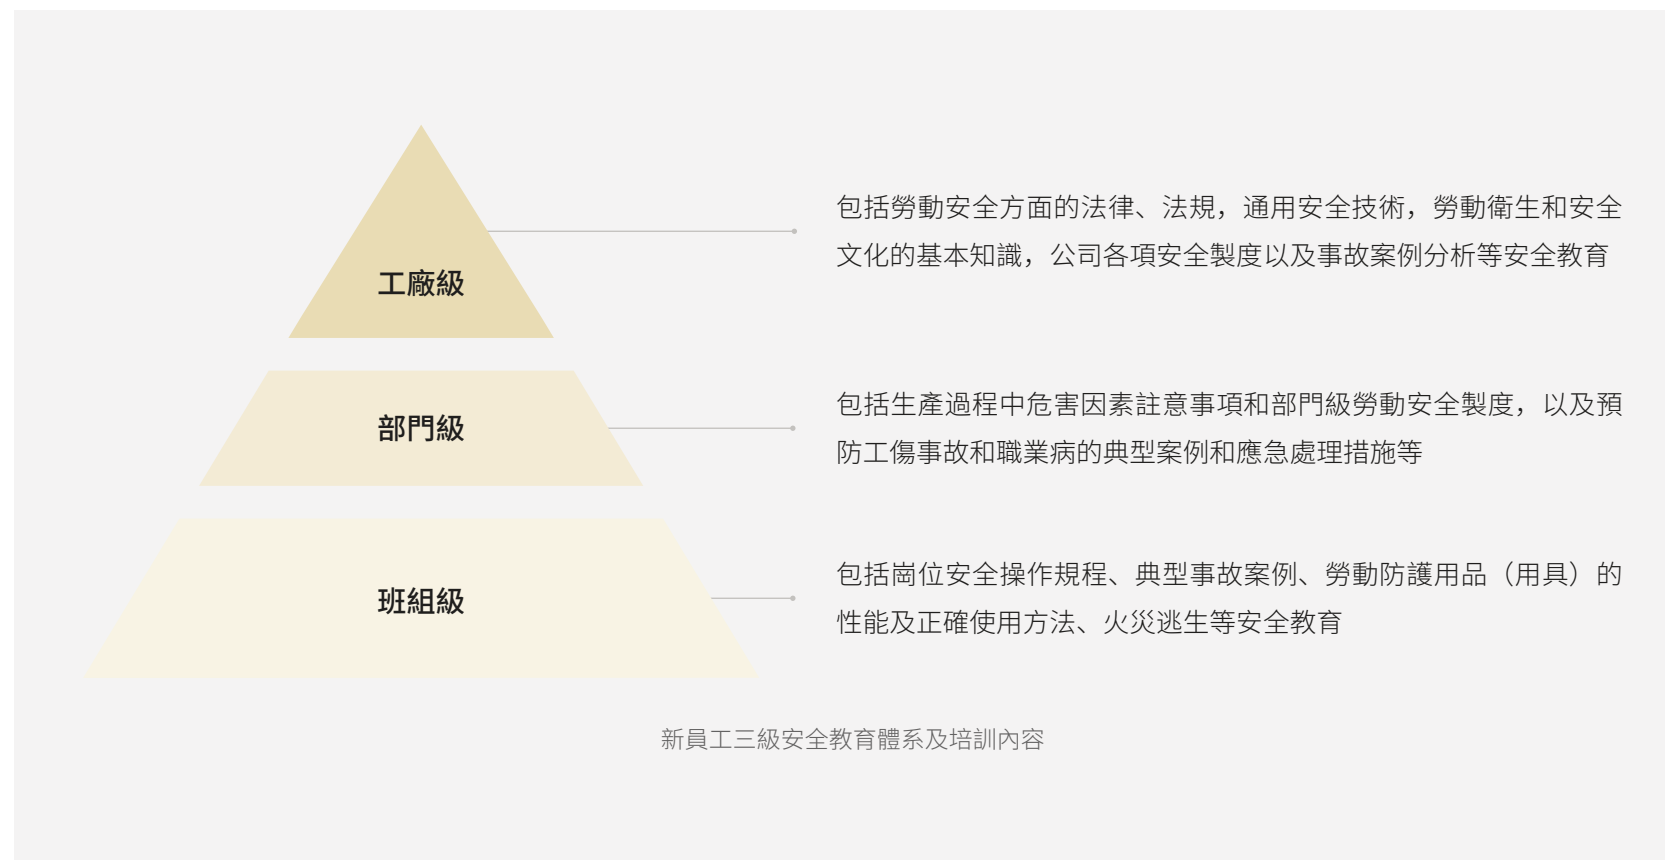 工廠級
包括勞動安全方面的法律、法規，通用安全技術，勞動衛生和安全
文化的基本知識，公司各項安全製度以及事故案例分析等安全教育
部門級
包括生產過程中危害因素註意事項和部門級勞動安全製度，以及預
防工傷事故和職業病的典型案例和應急處理措施等
班組級
包括崗位安全操作規程、典型事故案例、勞動防護用品（用具）的
性能及正確使用方法、火災逃生等安全教育
新員工三級安全教育體系及培訓內容